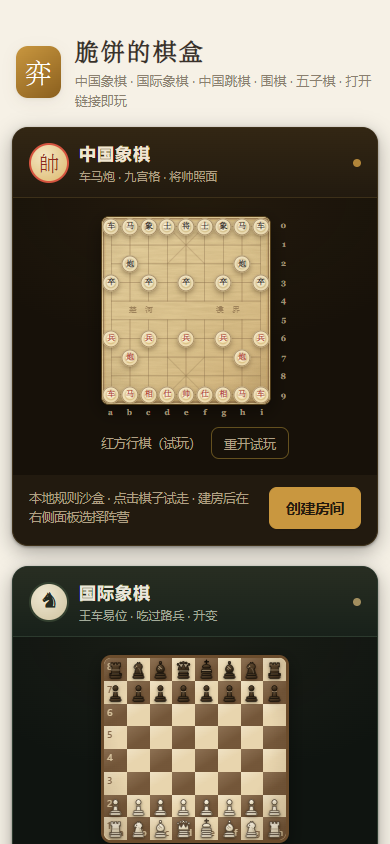 弈
脆饼的棋盒
中国象棋 · 国际象棋 · 中国跳棋 · 围棋 · 五子棋 · 打开
链接即玩
帥
中国象棋
车马炮 · 九宫格 · 将帅照面
车 马 象 士 将 士 象 马 车 0
1
炮 炮 2
卒 卒 卒 卒 卒 3
4
楚 河 漢 界
5
兵 兵 兵 兵 兵 6
炮 炮 7
8
车 马 相 仕 帅 仕 相 马 车 9
a b c d e f g h i
红方行棋（试玩） 重开试玩
本地规则沙盒 · 点击棋子试走 · 建房后在
右侧面板选择阵营
创建房间
国际象棋
王车易位 · 吃过路兵 · 升变
8
7
6
5
4
3
2